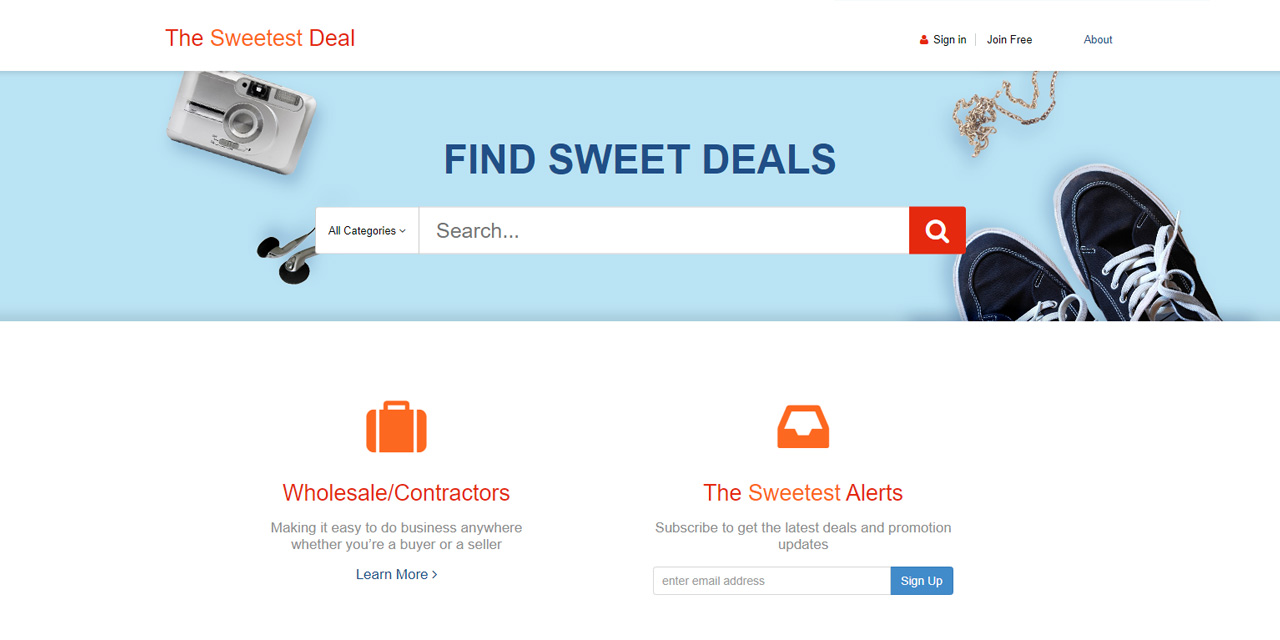 The Sweetest Deal
Sign in
Join Free
About
FIND SWEET DEALS
All Categories
Search...
Wholesale/Contractors
Making it easy to do business anywhere
whether you’re a buyer or a seller
Learn More
The Sweetest Alerts
Subscribe to get the latest deals and promotion
updates
enter email address
Sign Up